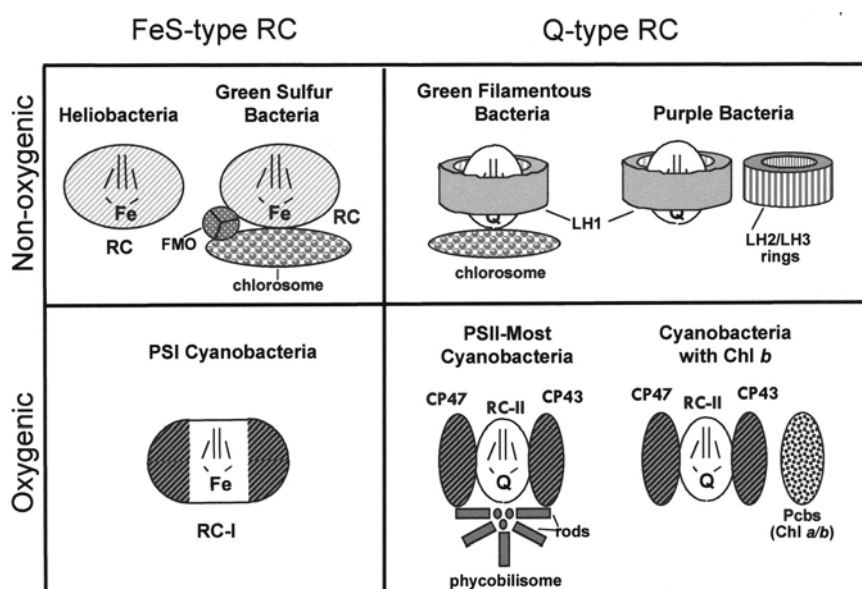 FeS-type RC
Q-type RC
Non-oxygenic
Heliobacteria
Fe
RC
Green Sulfur
Bacteria
Fe
RC
FMO
chlorosome
Green Filamentous
Bacteria
Q
chlorosome
LH1
Purple Bacteria
Q
LH2/LH3
rings
Oxygenic
PSI Cyanobacteria
Fe
RC-I
PSII-Most
Cyanobacteria
CP47
RC-II
CP43
Q
rods
phycobilisome
Cyanobacteria
with Chl b
CP47
RC-II
CP43
Q
Pcbs
(Chl a/b)